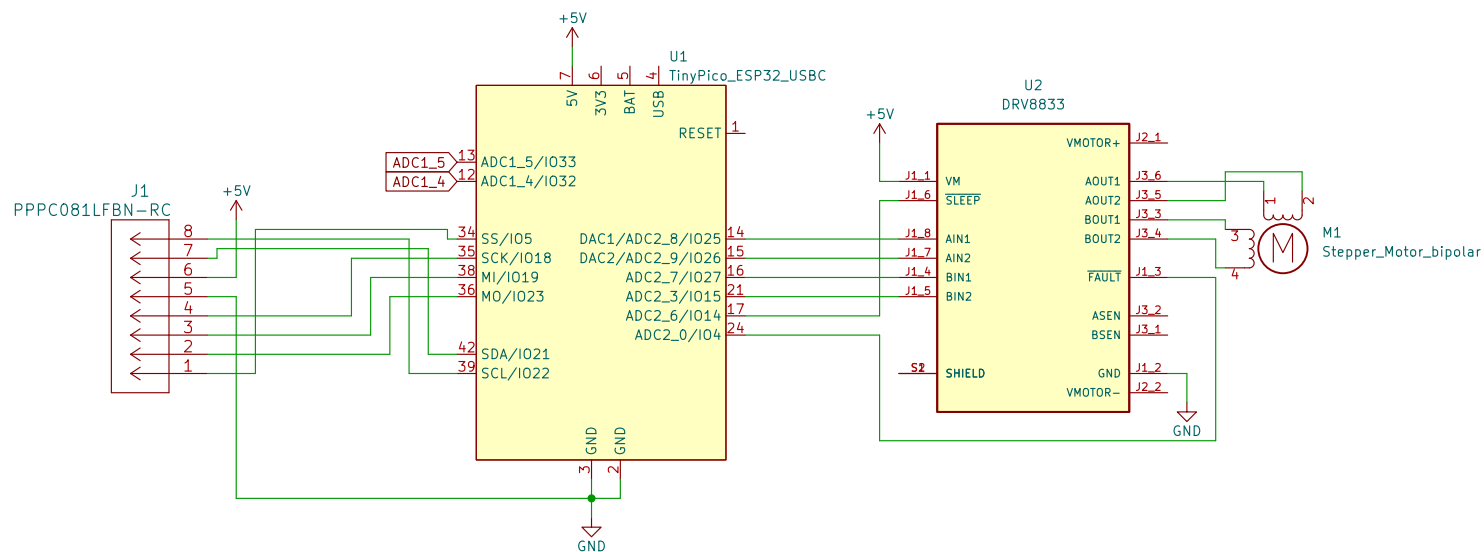 +5V
U1
TinyPico_ESP32_USBC
7
6
5
4
5V
3V3
BAT
USB
RESET
1
ADC1_5
13
ADC1_5/IO33
ADC1_4
12
ADC1_4/IO32
34
SS/IO5
35
SCK/IO18
38
MI/IO19
36
MO/IO23
42
SDA/IO21
39
SCL/IO22
DAC1/ADC2_8/IO25
14
DAC2/ADC2_9/IO26
15
ADC2_7/IO27
16
ADC2_3/IO15
21
ADC2_6/IO14
17
ADC2_0/IO4
24
GND
GND
3
2
GND
J1
PPPC081LFBN-RC
+5V
8
7
6
5
4
3
2
1
U2
DRV8833
+5V
J1_1
VM
J1_6
SLEEP
J1_8
AIN1
J1_7
AIN2
J1_4
BIN1
J1_5
BIN2
SHIELD
VMOTOR+
J2_1
AOUT1
J3_6
AOUT2
J3_5
BOUT1
J3_3
BOUT2
J3_4
FAULT
J1_3
ASEN
J3_2
BSEN
J3_1
GND
J1_2
VMOTOR-
J2_2
GND
1
2
3
4
M
M1
Stepper_Motor_bipolar